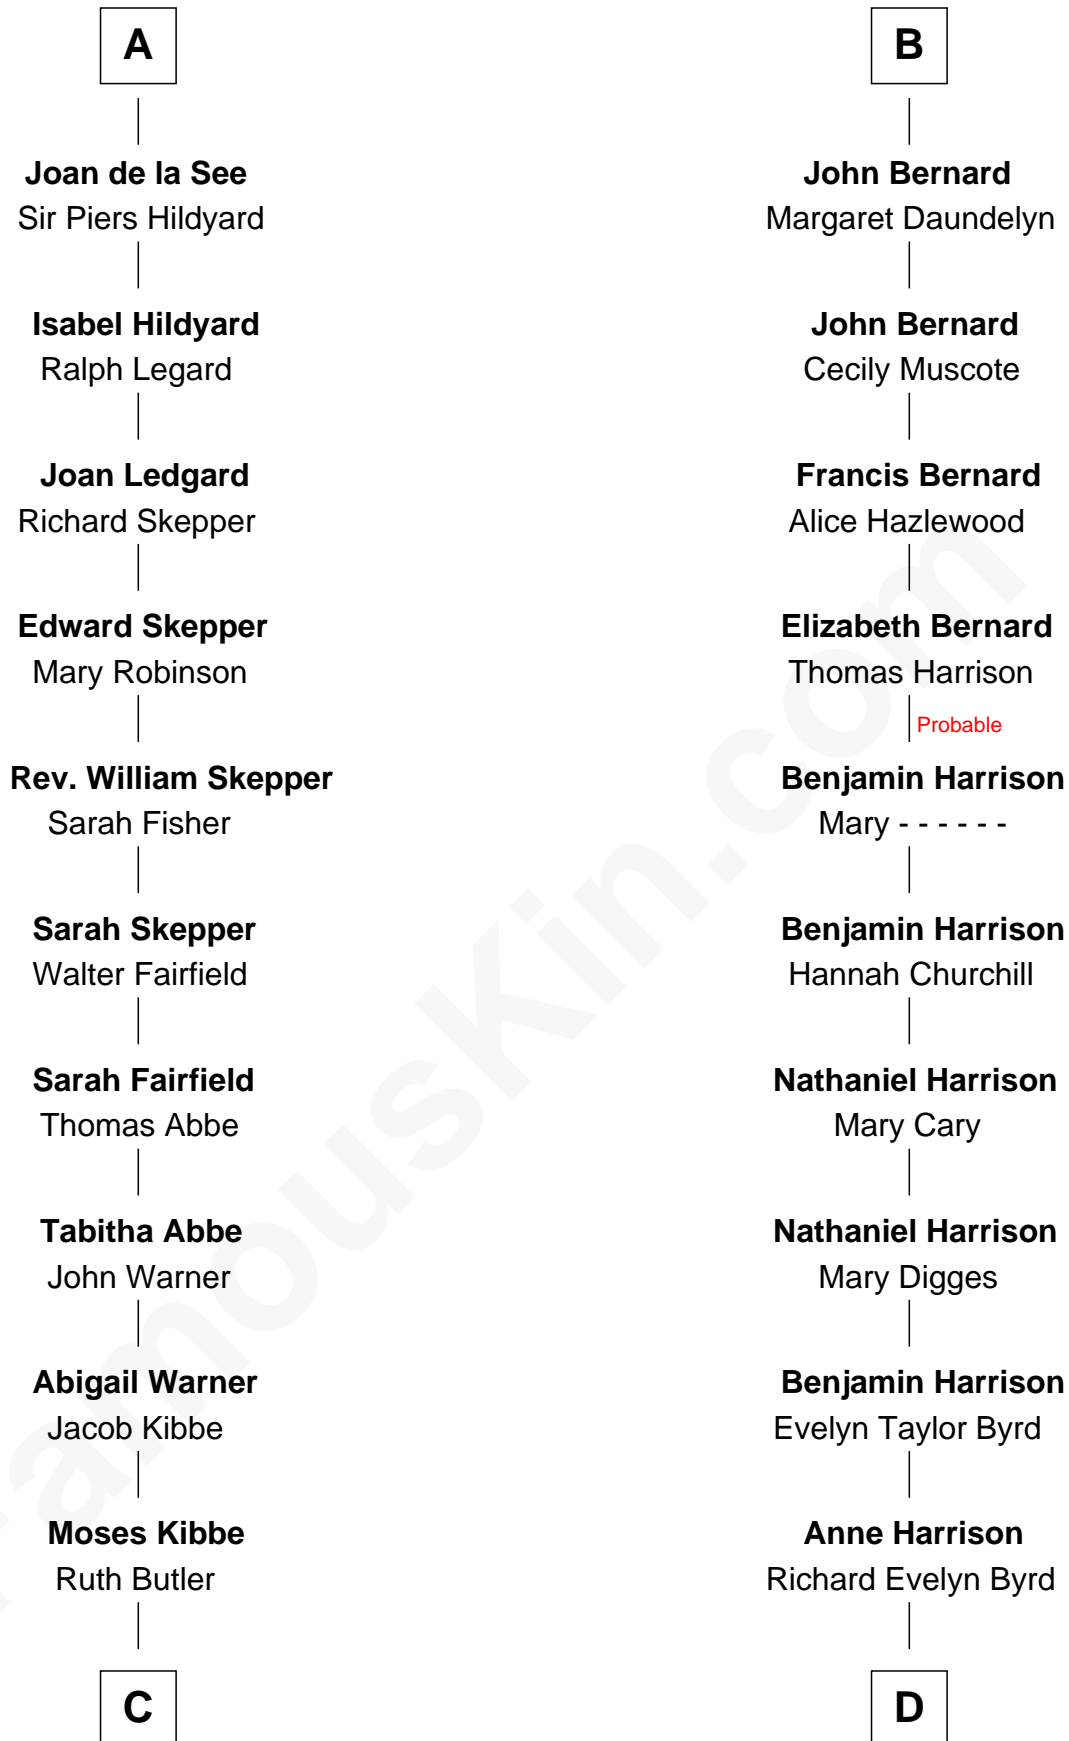 A
Joan de la See
Sir Piers Hildyard
Isabel Hildyard
Ralph Legard
Joan Ledgard
Richard Skepper
Edward Skepper
Mary Robinson
Rev. William Skepper
Sarah Fisher
Sarah Skepper
Walter Fairfield
Sarah Fairfield
Thomas Abbe
Tabitha Abbe
John Warner
Abigail Warner
Jacob Kibbe
Moses Kibbe
Ruth Butler
C
B
John Bernard
Margaret Daundelyn
John Bernard
Cecily Muscote
Francis Bernard
Alice Hazlewood
Elizabeth Bernard
Thomas Harrison
Probable
Benjamin Harrison
Mary - - - - - -
Benjamin Harrison
Hannah Churchill
Nathaniel Harrison
Mary Cary
Nathaniel Harrison
Mary Digges
Benjamin Harrison
Evelyn Taylor Byrd
Anne Harrison
Richard Evelyn Byrd
D
FamousKin.com